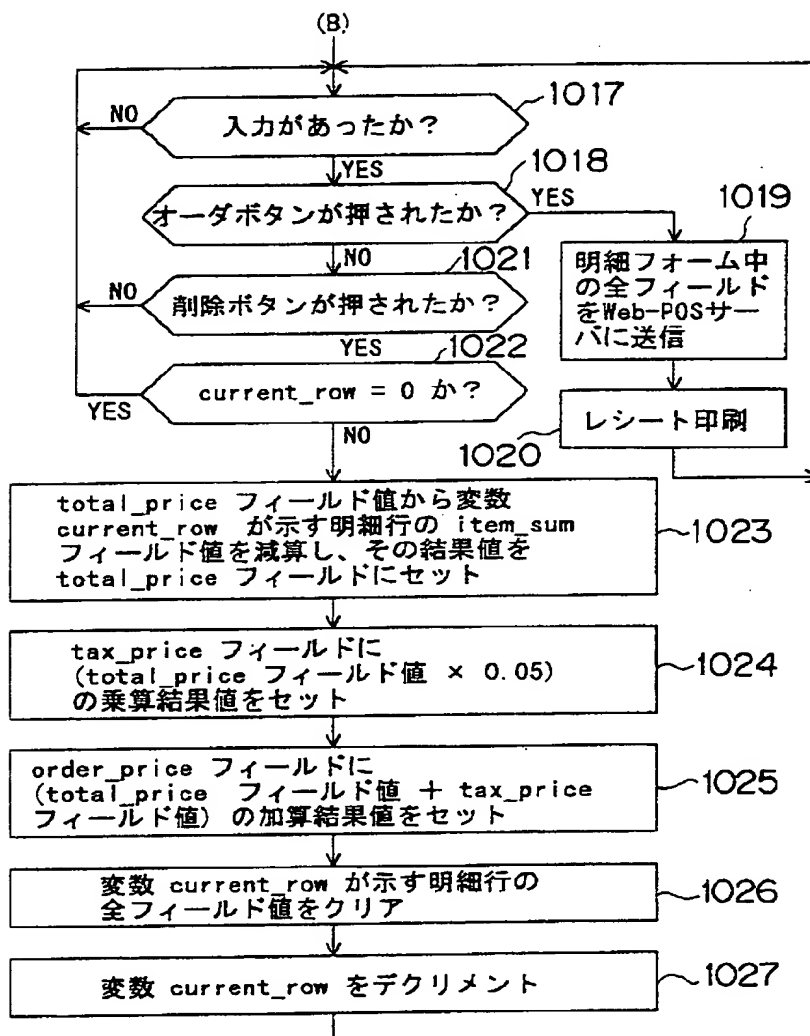 (B)
1017
NO
入力があったか？
YES
1018
オーダボタンが押されたか？
YES
1019
NO
明細フォーム中
の全フィールド
をWeb-POSサー
バに送信
1021
NO
削除ボタンが押されたか？
YES
1022
current_row = 0 か？
YES
NO
レシート印刷
1020
total_price フィールド値から変数
current_row が示す明細行の item_sum
フィールド値を減算し、その結果値を
total_price フィールドにセット
1023
tax_price フィールドに
(total_price フィールド値 × 0.05)
の乗算結果値をセット
1024
order_price フィールドに
(total_price フィールド値 + tax_price
フィールド値) の加算結果値をセット
1025
変数 current_row が示す明細行の
全フィールド値をクリア
1026
変数 current_row をデクリメント
1027